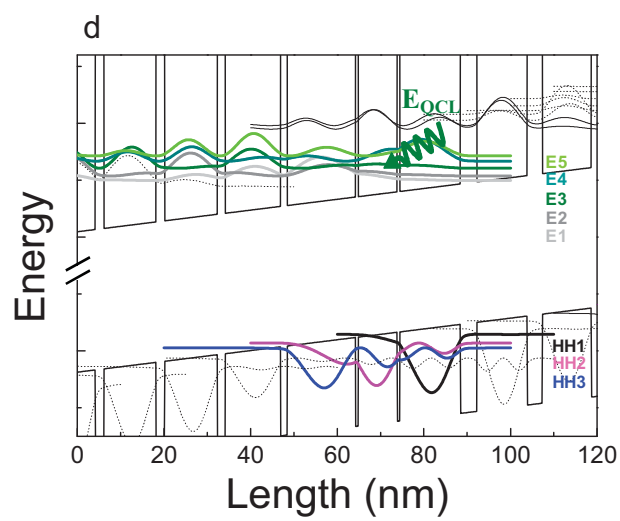 d
E_QCL
E5
E4
E3
E2
E1
Energy
HH1
HH2
HH3
0 20 40 60 80 100 120
Length (nm)